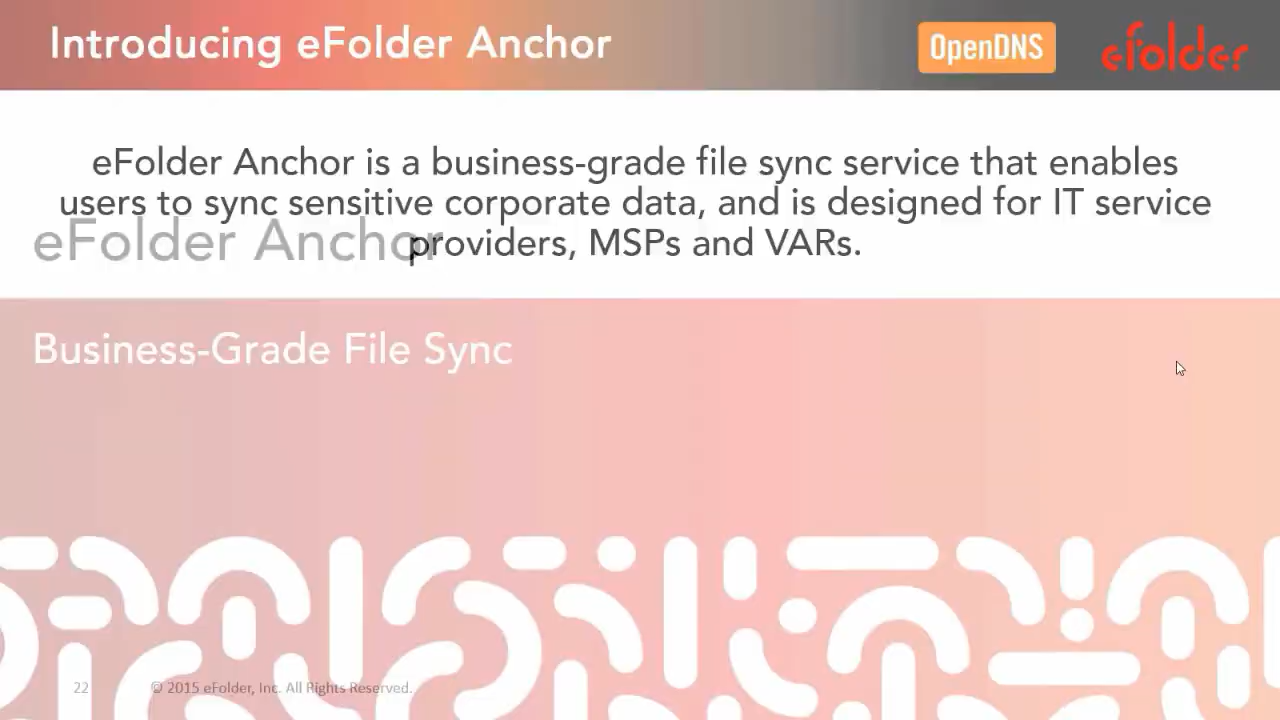 Introducing eFolder Anchor
OpenDNS
efolder
eFolder Anchor is a business-grade file sync service that enables
users to sync sensitive corporate data, and is designed for IT service
providers, MSPs and VARs.
eFolder Anchor
Business-Grade File Sync
22
© 2015 eFolder, Inc. All Rights Reserved.